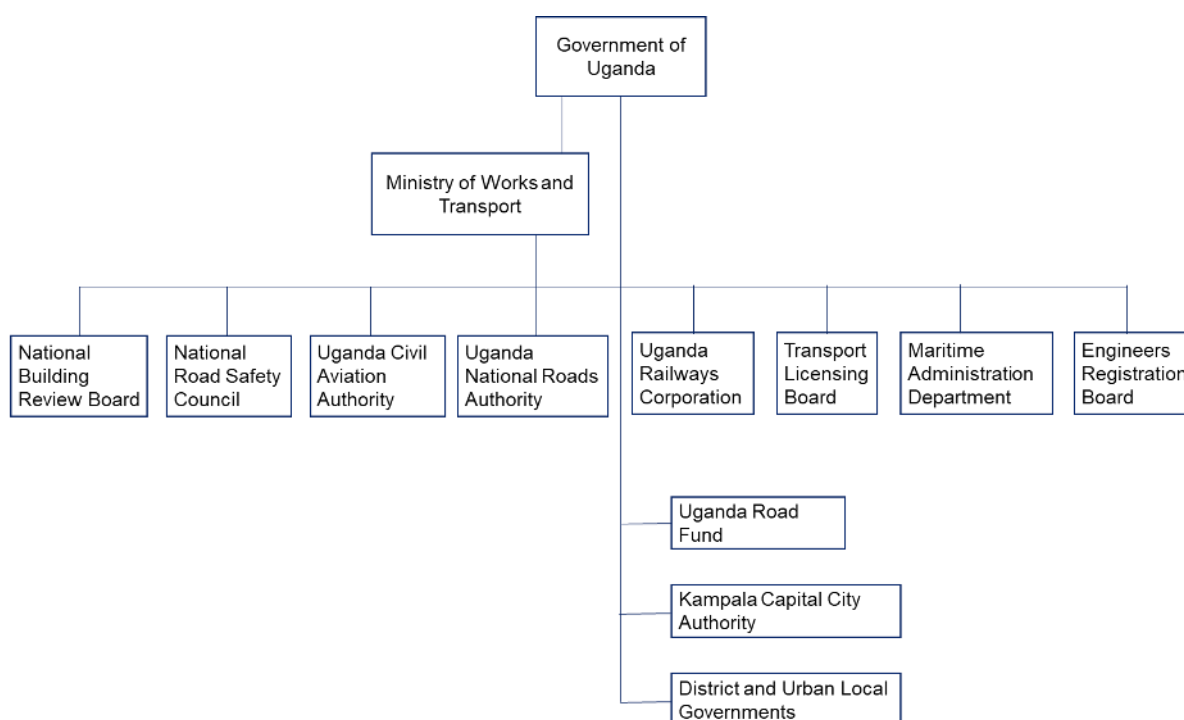 Government of
Uganda
Ministry of Works and
Transport
National
Building
Review Board
National
Road Safety
Council
Uganda Civil
Aviation
Authority
Uganda
National Roads
Authority
Uganda
Railways
Corporation
Transport
Licensing
Board
Maritime
Administration
Department
Engineers
Registration
Board
Uganda Road
Fund
Kampala Capital City
Authority
District and Urban Local
Governments